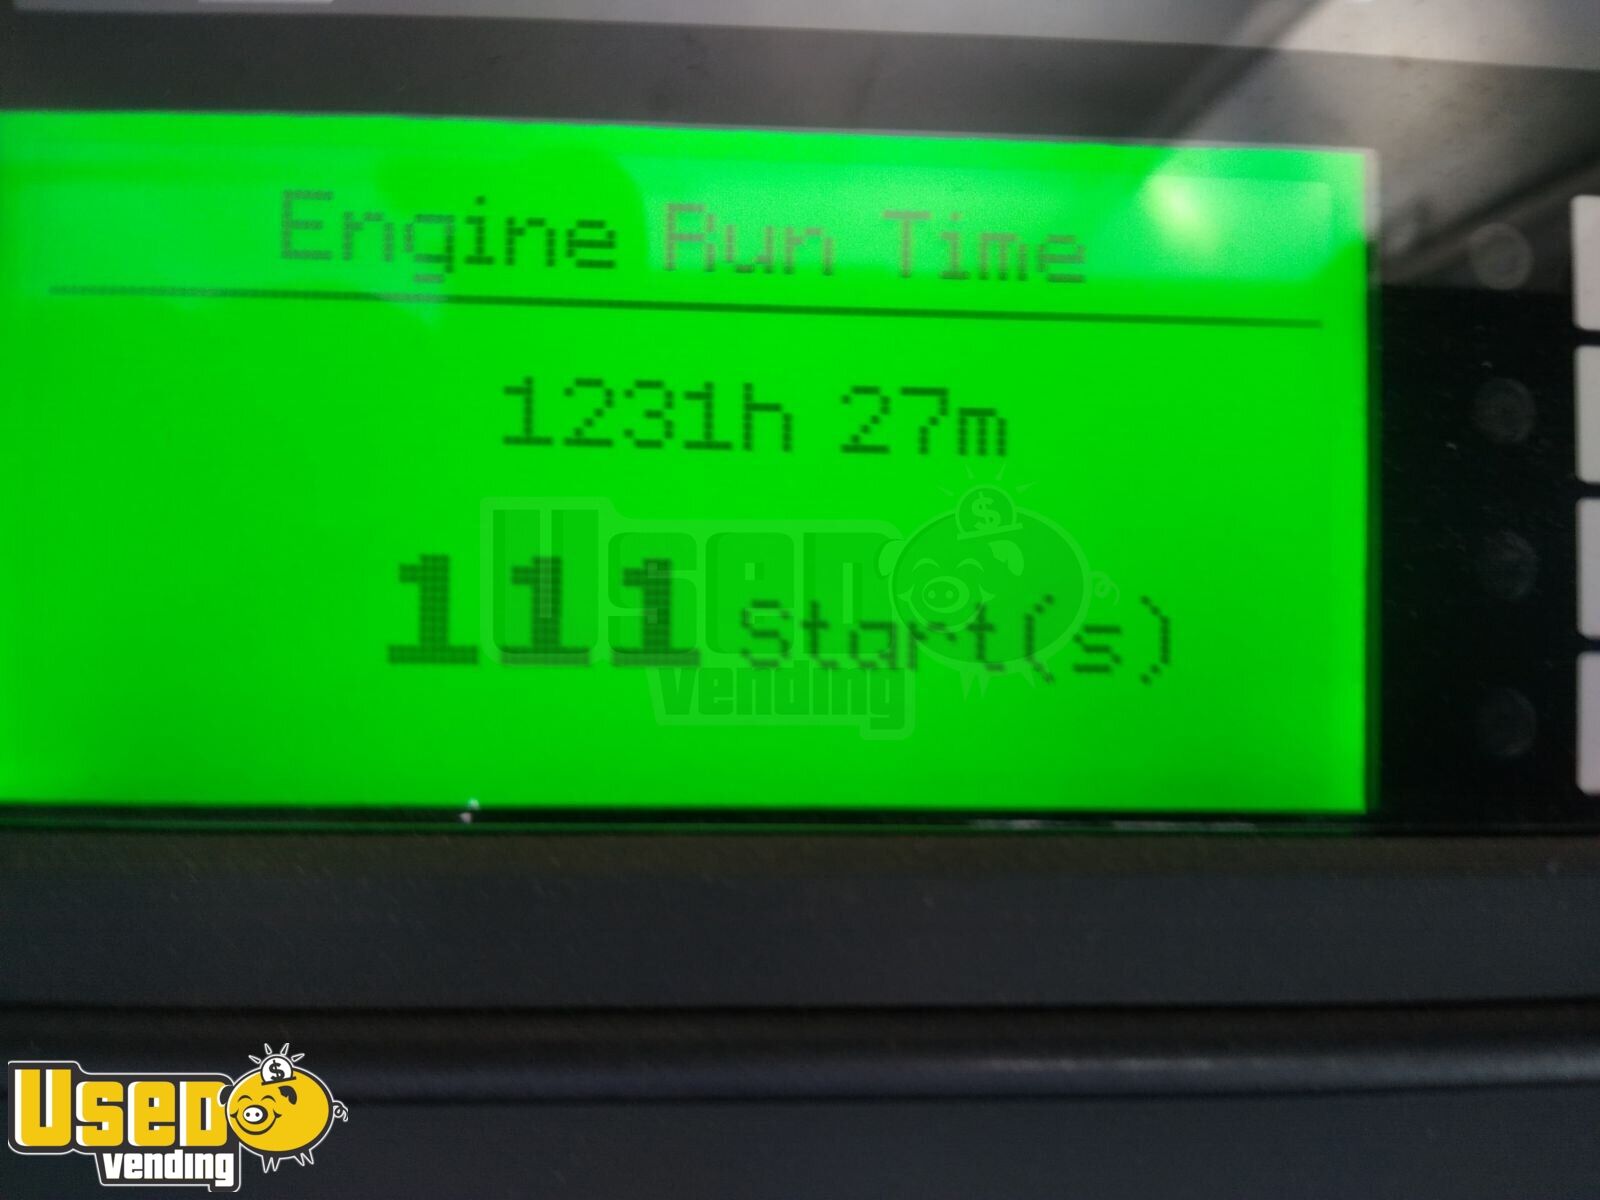 Engine Run Time
1231h 27m
111 Start(s)
USED
vending
USED
vending